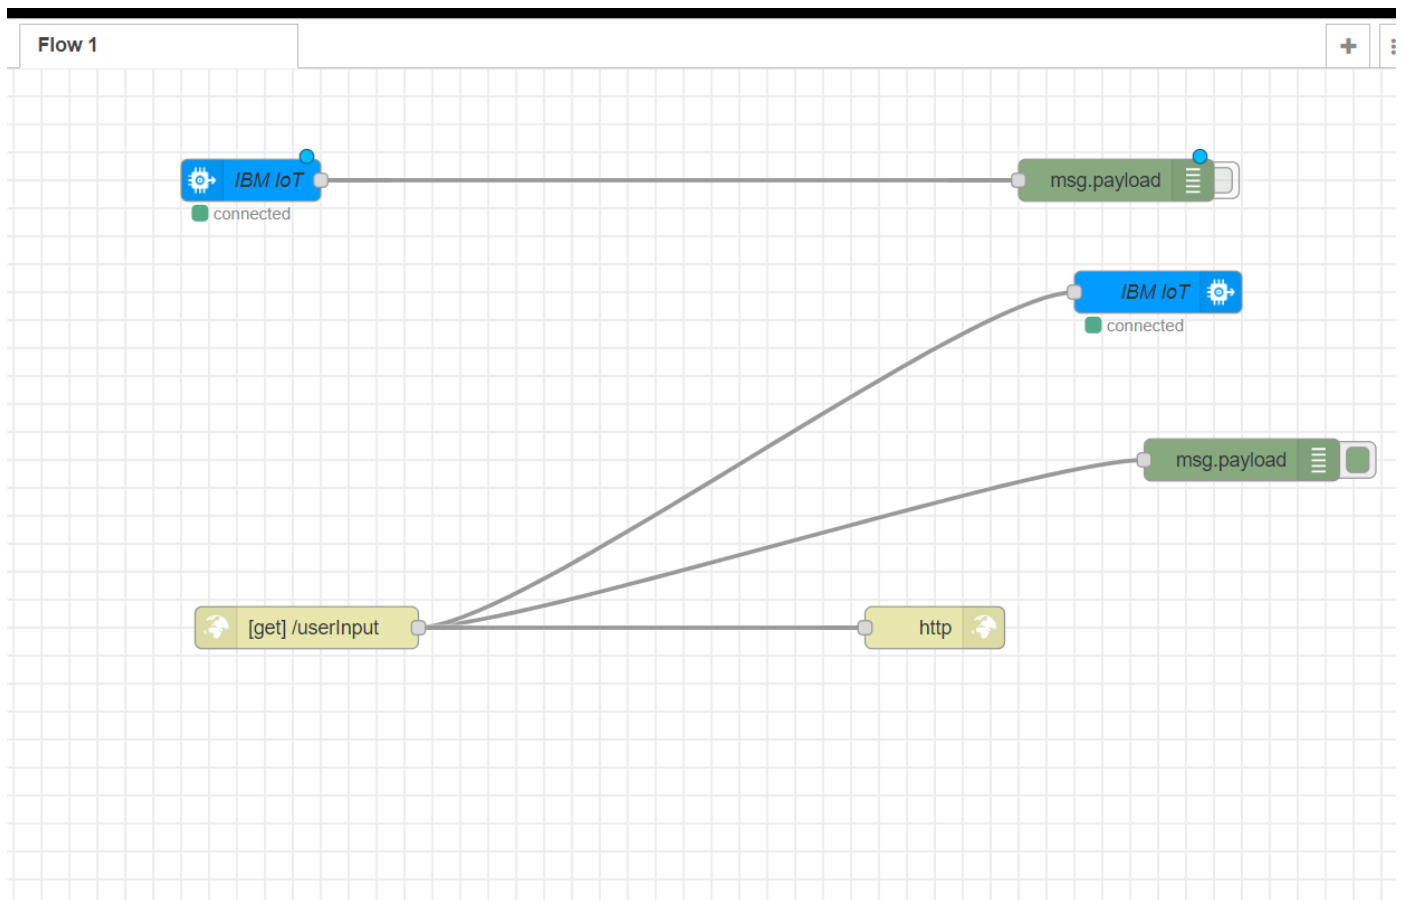 Flow 1
IBM IoT
msg.payload
connected
IBM IoT
connected
msg.payload
[get] /userInput
http